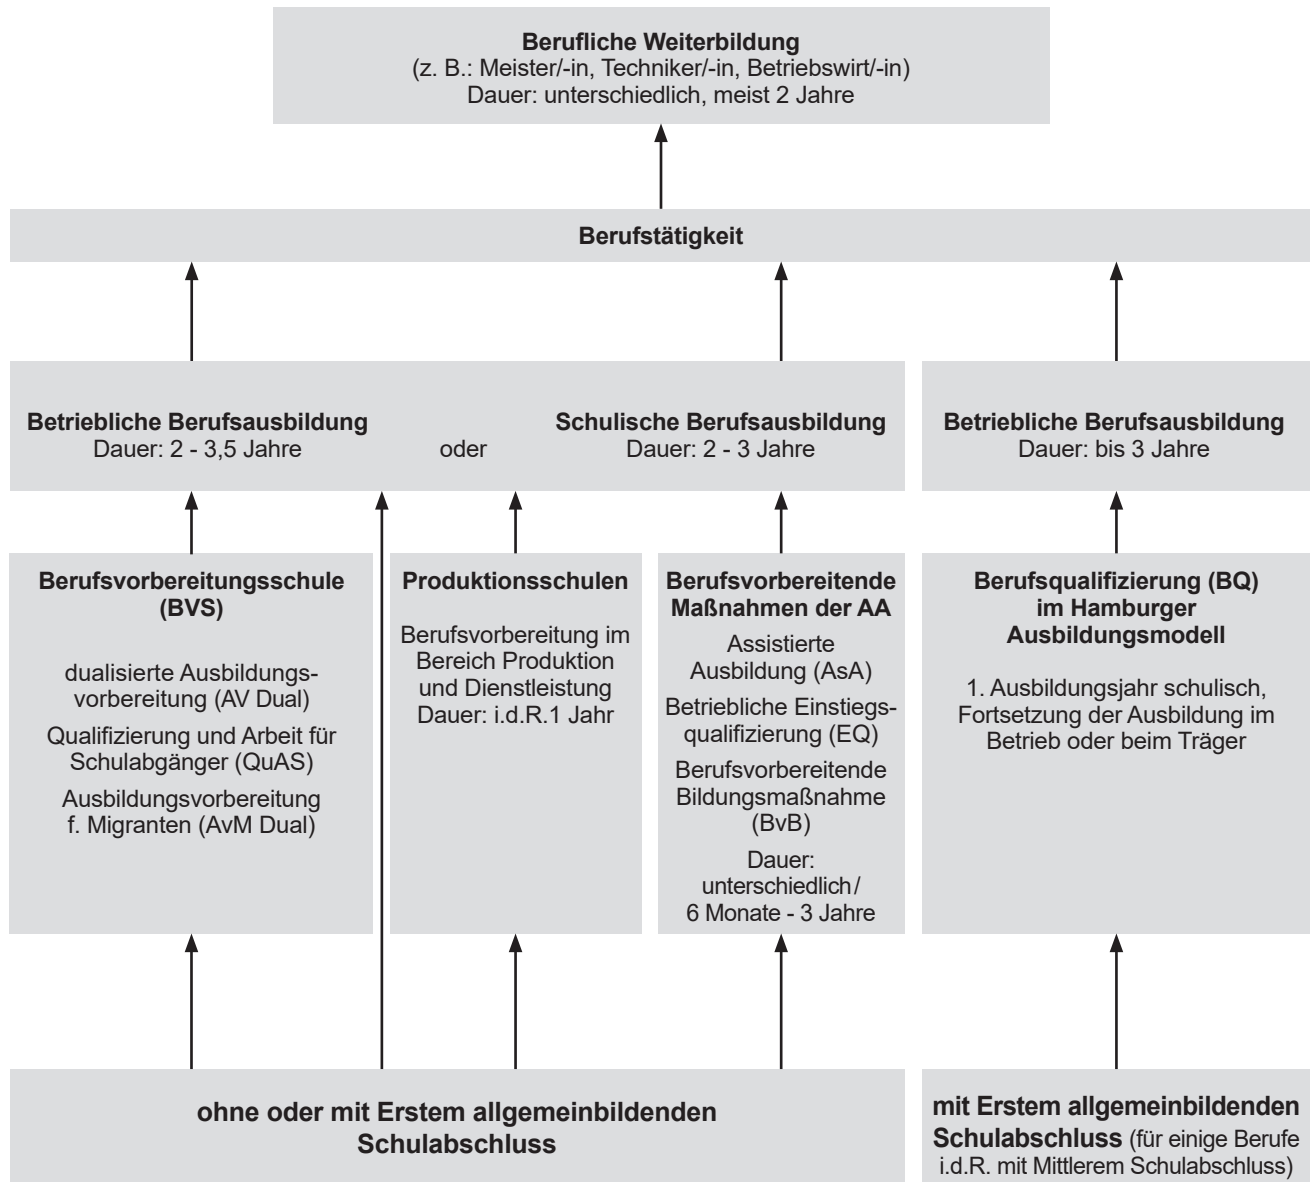 Berufliche Weiterbildung
(z. B.: Meister/-in, Techniker/-in, Betriebswirt/-in)
Dauer: unterschiedlich, meist 2 Jahre
Berufstätigkeit
Betriebliche Berufsausbildung
Dauer: 2 - 3,5 Jahre
oder
Schulische Berufsausbildung
Dauer: 2 - 3 Jahre
Betriebliche Berufsausbildung
Dauer: bis 3 Jahre
Berufsvorbereitungsschule
(BVS)
dualisierte Ausbildungs-
vorbereitung (AV Dual)
Qualifizierung und Arbeit für
Schulabgänger (QuAS)
Ausbildungsvorbereitung
f. Migranten (AvM Dual)
Produktionsschulen
Berufsvorbereitung im
Bereich Produktion
und Dienstleistung
Dauer: i.d.R.1 Jahr
Berufsvorbereitende
Maßnahmen der AA
Assistierte
Ausbildung (AsA)
Betriebliche Einstiegs-
qualifizierung (EQ)
Berufsvorbereitende
Bildungsmaßnahme
(BvB)
Dauer:
unterschiedlich/
6 Monate - 3 Jahre
Berufsqualifizierung (BQ)
im Hamburger
Ausbildungsmodell
1. Ausbildungsjahr schulisch,
Fortsetzung der Ausbildung im
Betrieb oder beim Träger
ohne oder mit Erstem allgemeinbildenden
Schulabschluss
mit Erstem allgemeinbildenden
Schulabschluss (für einige Berufe
i.d.R. mit Mittlerem Schulabschluss)